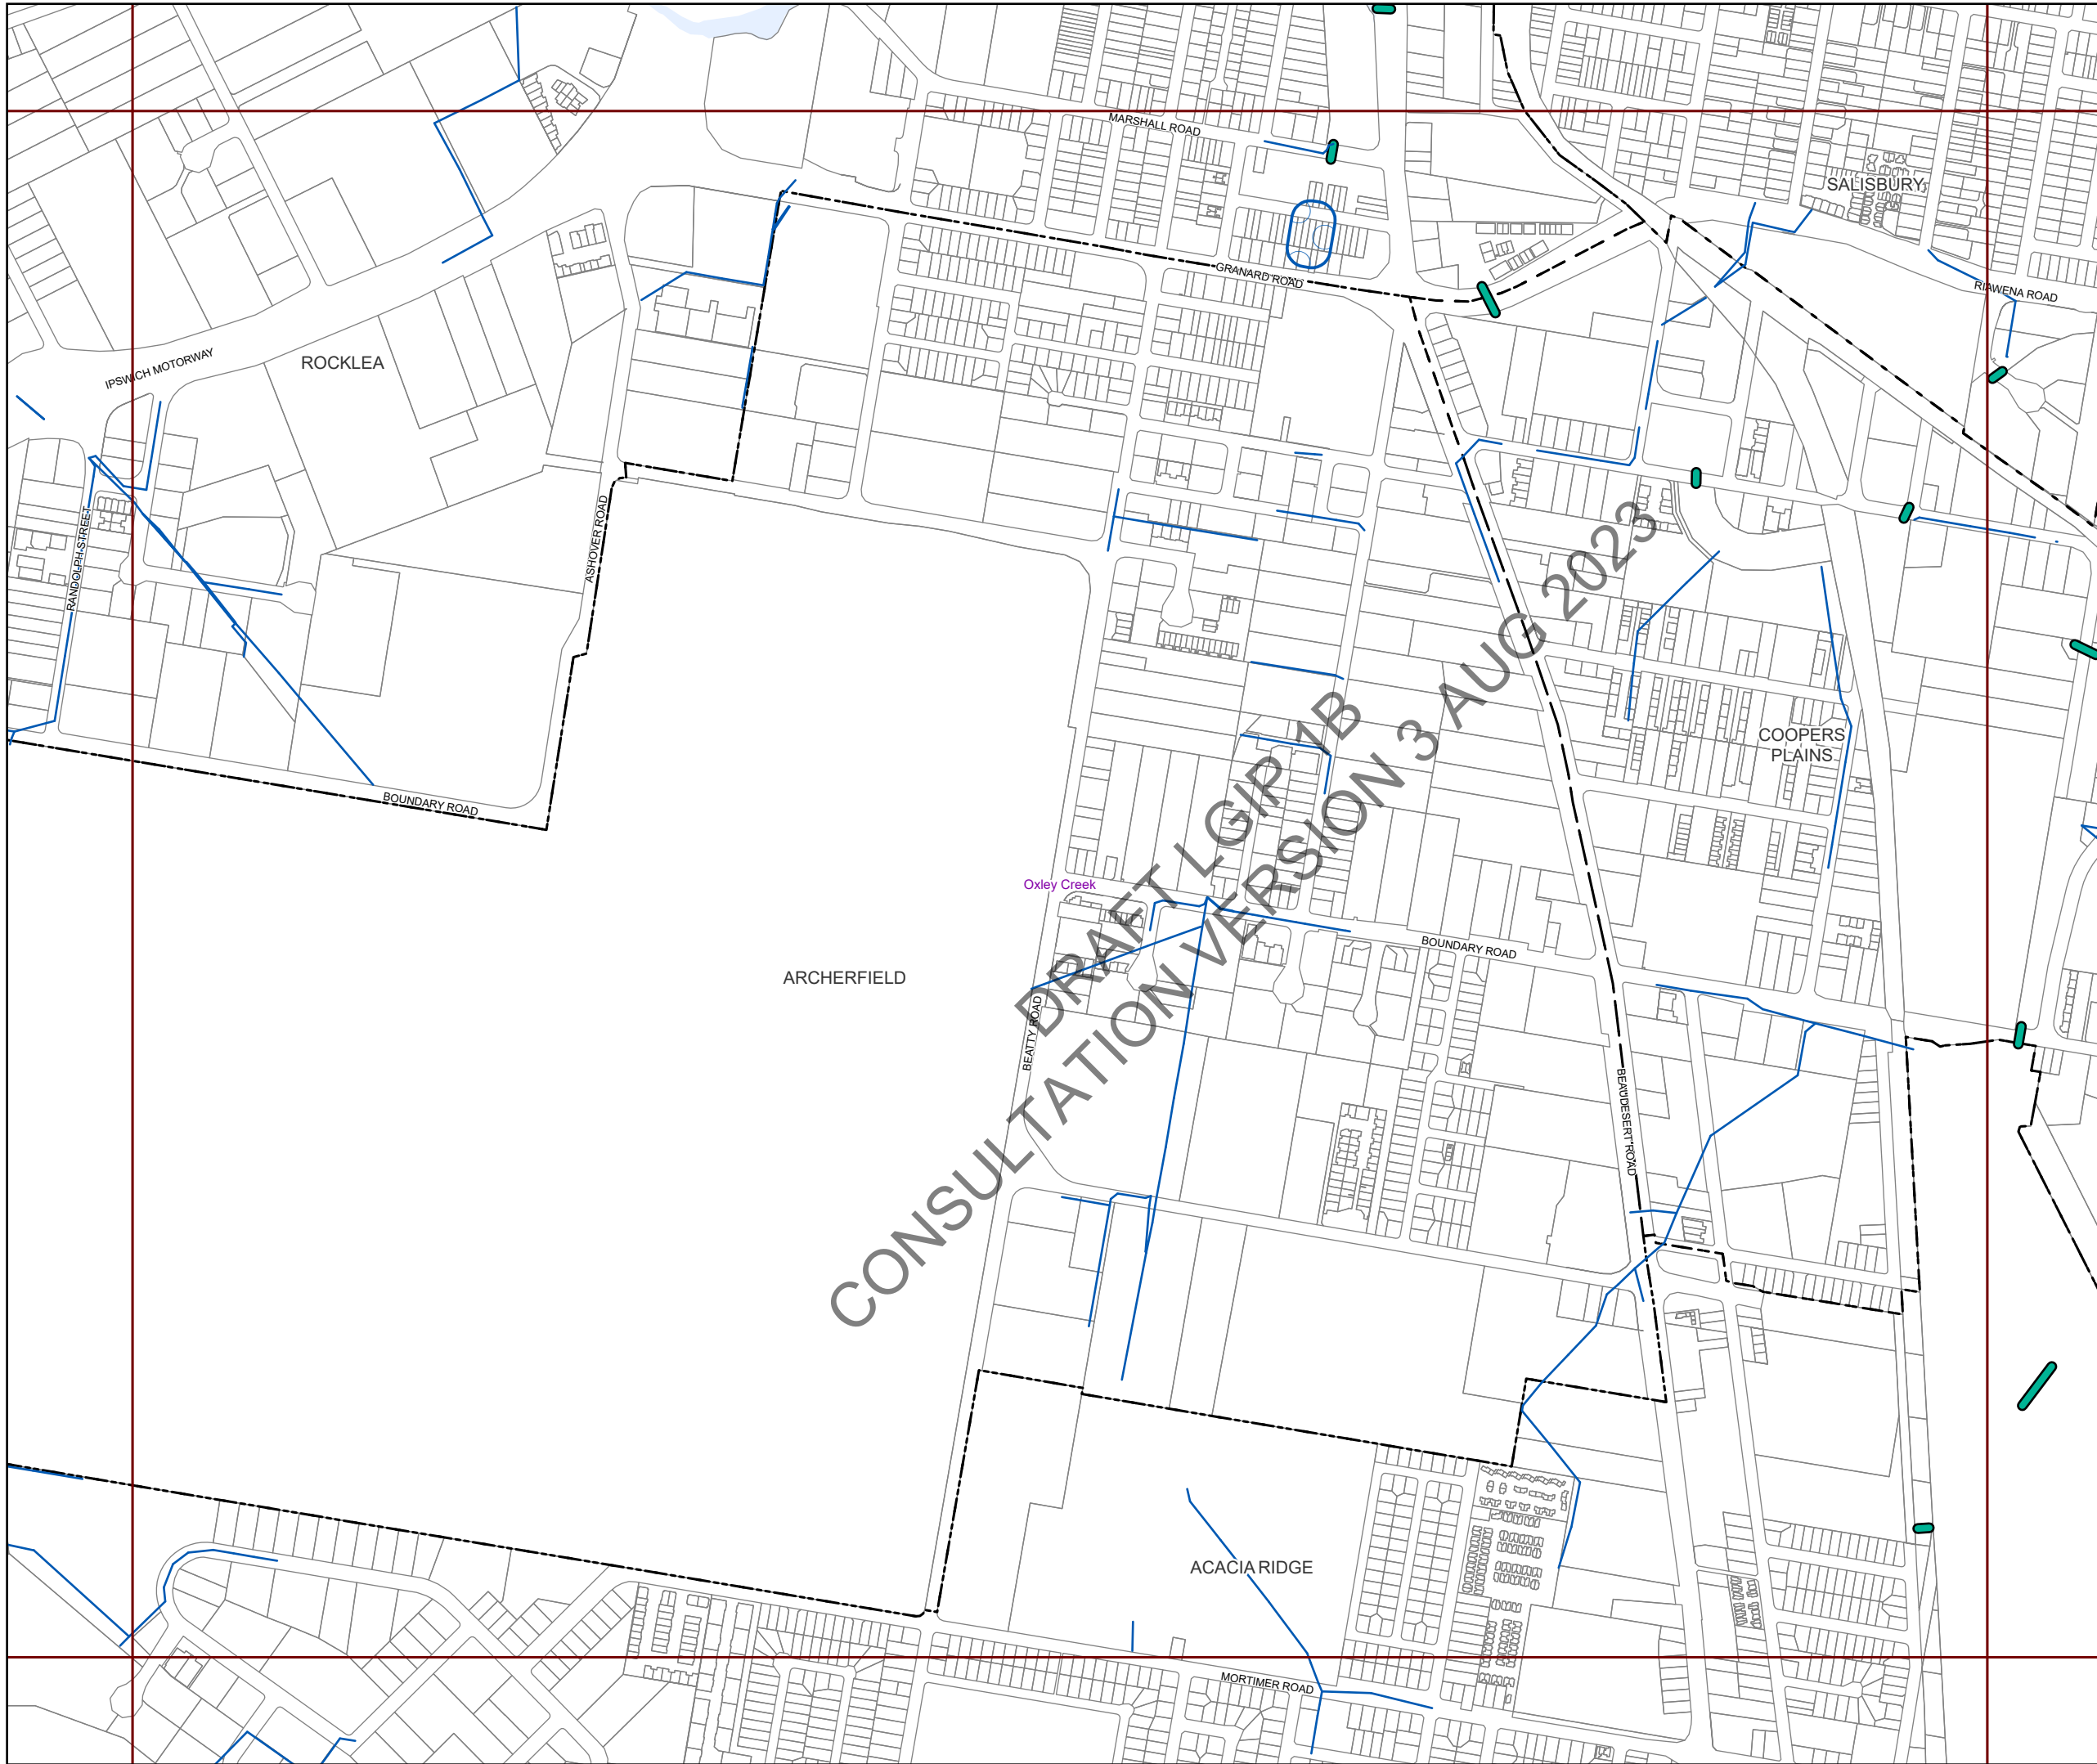 MARSHALL ROAD
SALISBURY
GRANARD ROAD
RIAWENA ROAD
IPSWICH MOTORWAY
ROCKLEA
RANDOLPH STREET
ASHOVER ROAD
COOPERS
PLAINS
BOUNDARY ROAD
Oxley Creek
BOUNDARY ROAD
ARCHERFIELD
BEATTY ROAD
BEAUDESERT ROAD
DRAFT LGIP 1B
CONSULTATION VERSION 3 AUG 2023
ACACIA RIDGE
MORTIMER ROAD